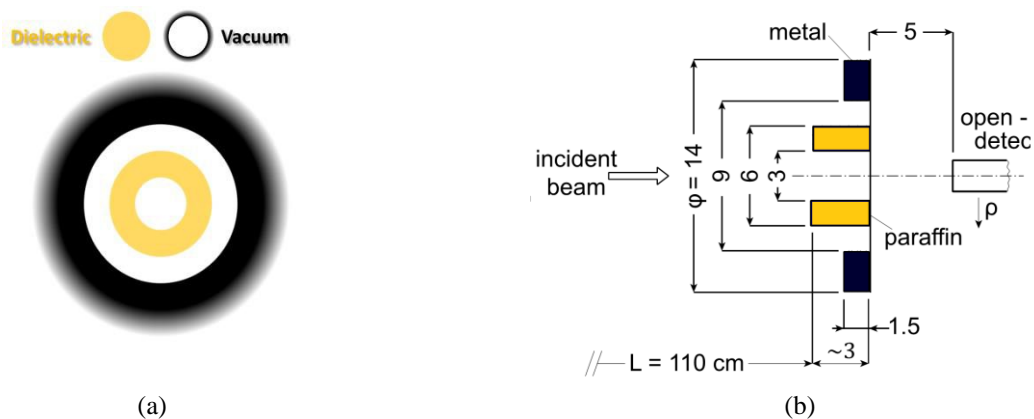 Dielectric
Vacuum
metal
5
open -
detec
incident
beam
φ = 14
9
6
3
ρ
paraffin
1.5
~3
L = 110 cm
(a)
(b)